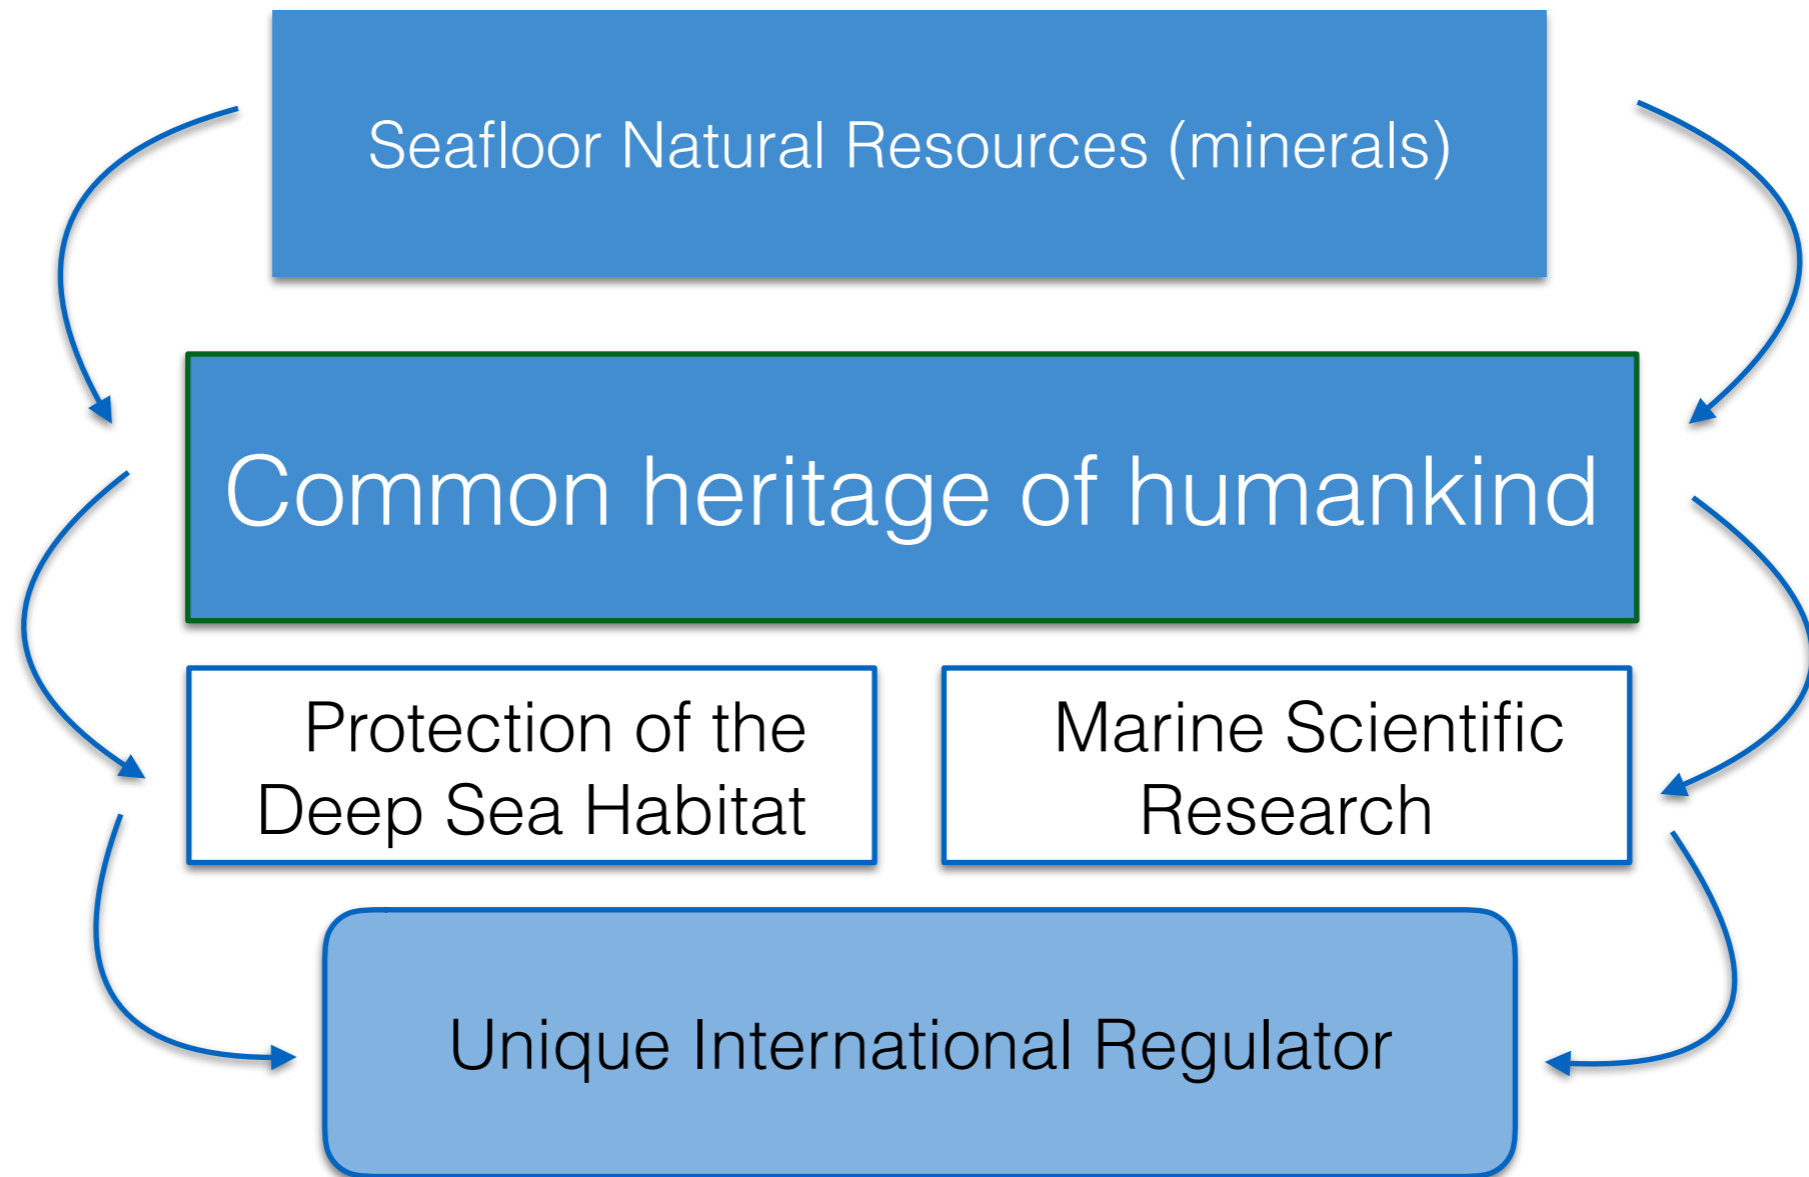 Seafloor Natural Resources (minerals)
Common heritage of humankind
Protection of the
Deep Sea Habitat
Marine Scientific
Research
Unique International Regulator